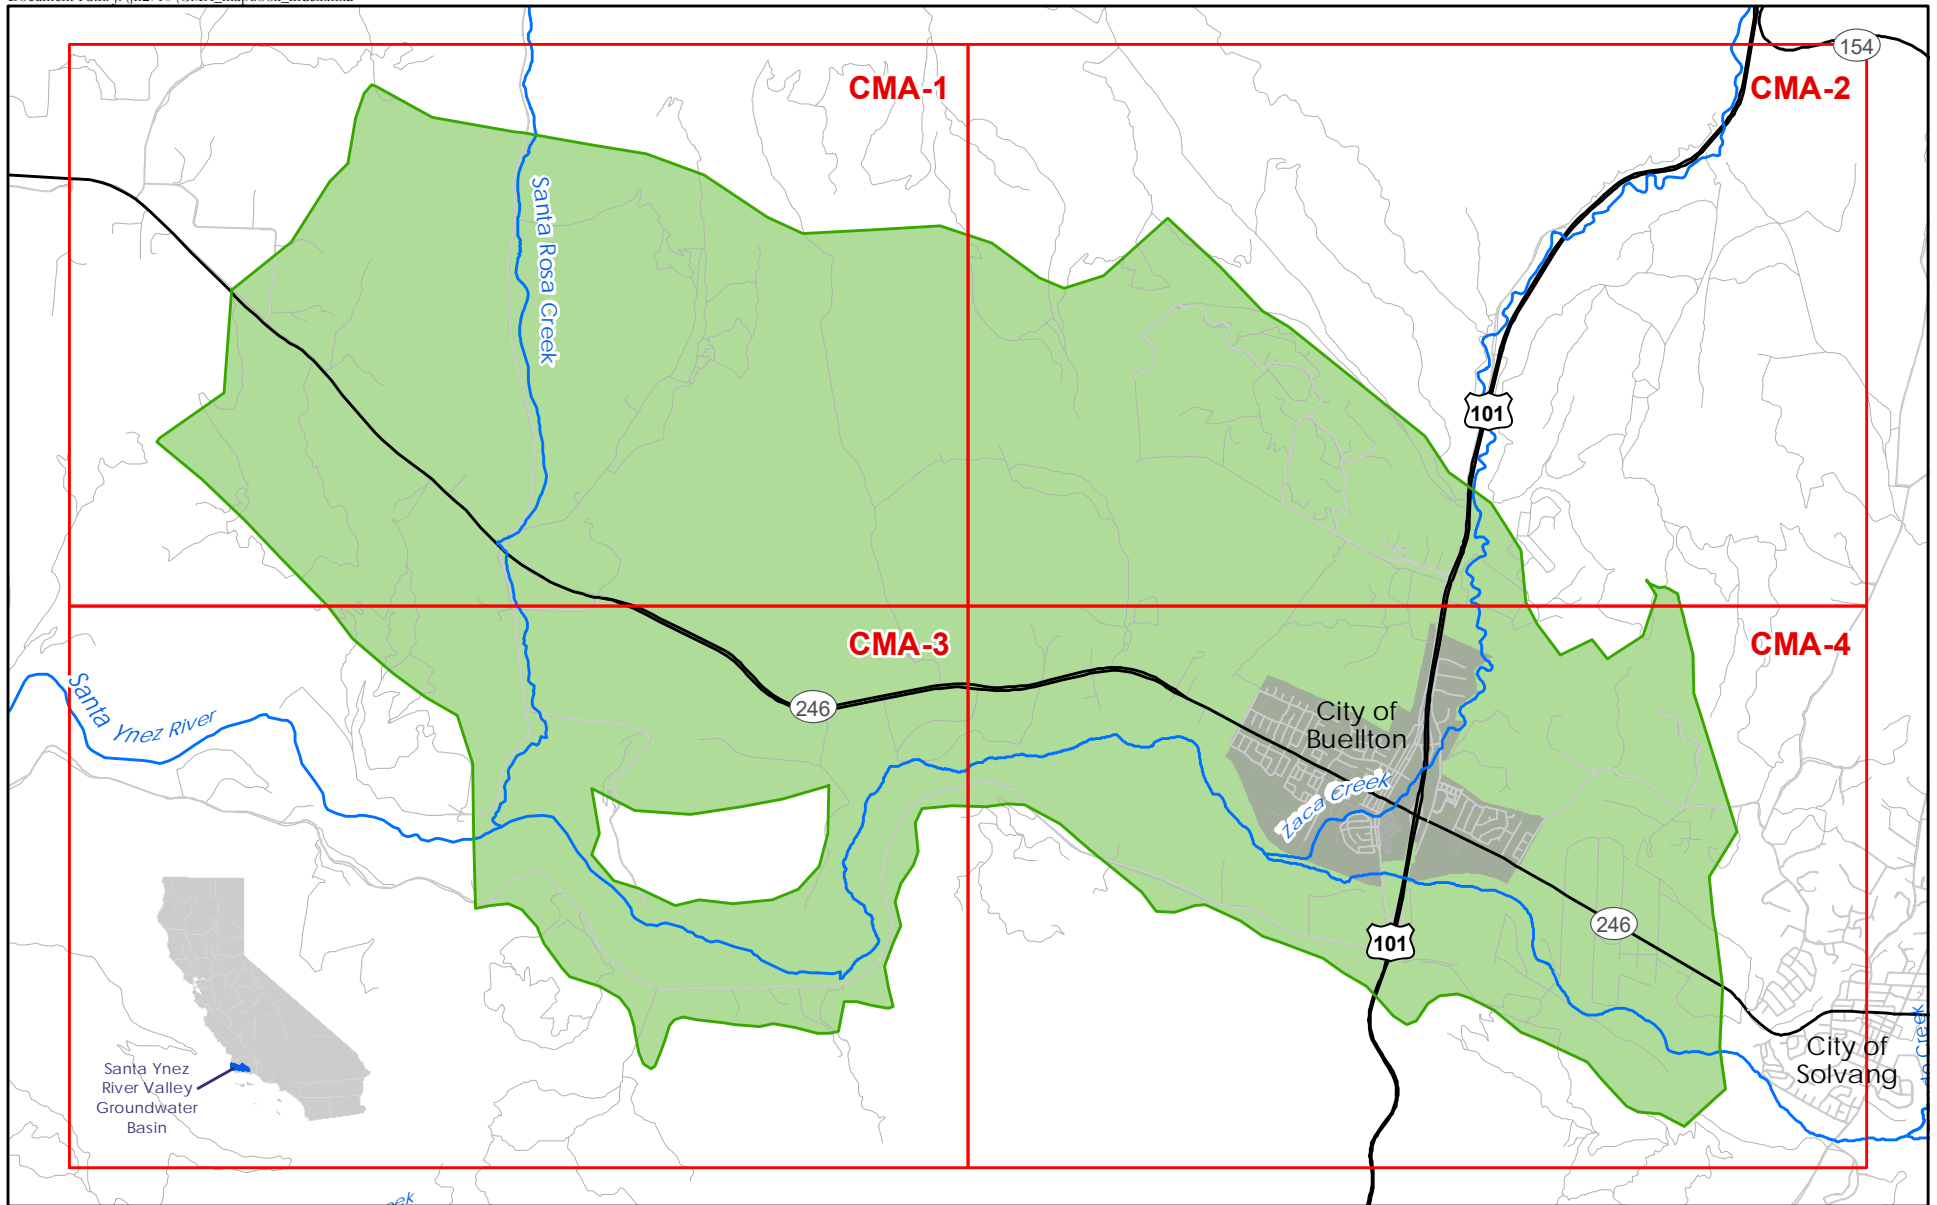 154
CMA-1
CMA-2
Santa Rosa Creek
101
CMA-3
CMA-4
Santa
Ynez River
246
City of
Buellton
Zaca Creek
246
101
City of
Solvang
Creek
Santa Ynez
River Valley
Groundwater
Basin